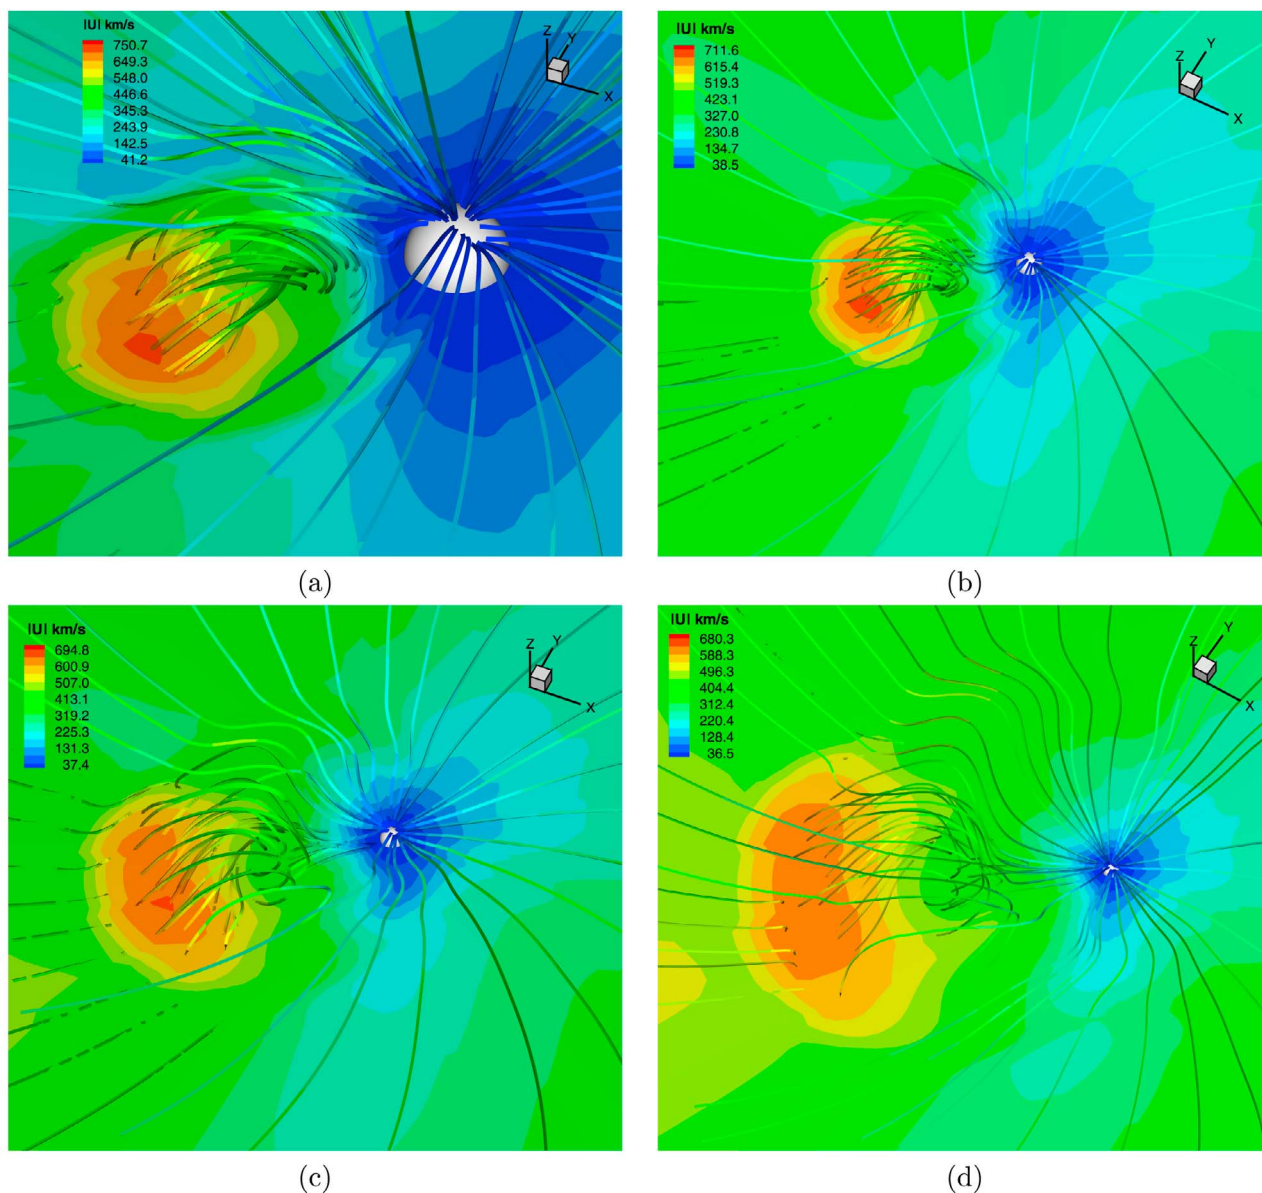 |U| km/s
750.7
649.3
548.0
446.6
345.3
243.9
142.5
41.2
Z
Y
X
(a)
|U| km/s
711.6
615.4
519.3
423.1
327.0
230.8
134.7
38.5
Z
Y
X
(b)
|U| km/s
694.8
600.9
507.0
413.1
319.2
225.3
131.3
37.4
Z
Y
X
(c)
|U| km/s
680.3
588.3
496.3
404.4
312.4
220.4
128.4
36.5
Z
Y
X
(d)